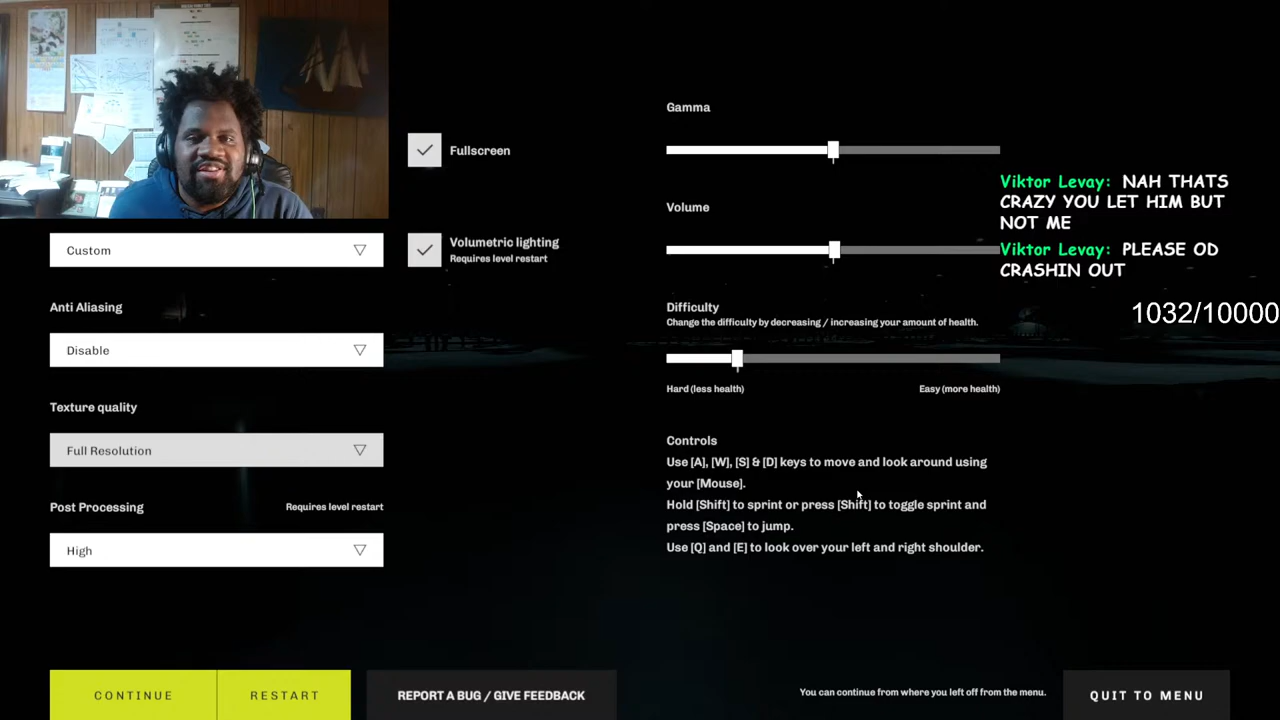 Fullscreen
Custom
Volumetric lighting
Requires level restart
Anti Aliasing
Disable
Texture quality
Full Resolution
Post Processing
Requires level restart
High
Gamma
Volume
Difficulty
Change the difficulty by decreasing / increasing your amount of health.
Hard (less health)
Easy (more health)
Controls
Use [A], [W], [S] & [D] keys to move and look around using
your [Mouse].
Hold [Shift] to sprint or press [Shift] to toggle sprint and
press [Space] to jump.
Use [Q] and [E] to look over your left and right shoulder.
Viktor Levay: NAH THATS
CRAZY YOU LET HIM BUT
NOT ME
Viktor Levay: PLEASE OD
CRASHIN OUT
1032/10000
CONTINUE
RESTART
REPORT A BUG / GIVE FEEDBACK
You can continue from where you left off from the menu.
QUIT TO MENU